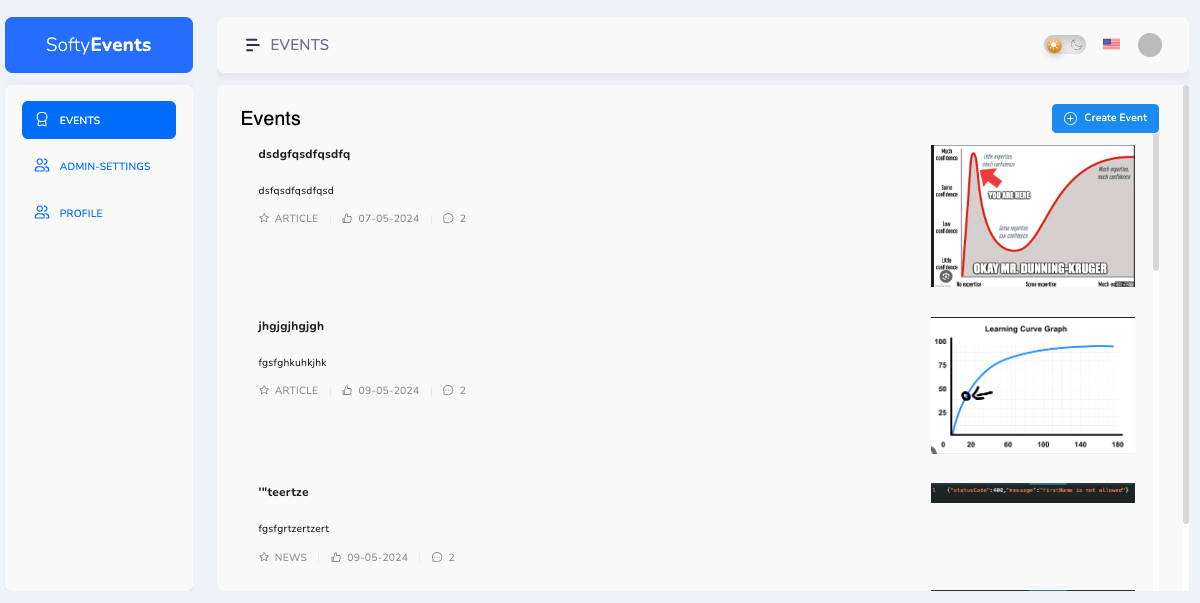 SoftyEvents
EVENTS
EVENTS
ADMIN-SETTINGS
PROFILE
Events
Create Event
dsdgfqsdfqsdfq
dsfqsdfqsdfqsd
ARTICLE 07-05-2024 2
Much confidence
Some confidence
Low confidence
Little confidence
Little expertise, much confidence
YOU ARE HERE
Much expertise, much confidence
Some expertise low confidence
OKAY MR. DUNNING-KRUGER
No expertise Some expertise Much
jhgjgjhgjgh
fgsfghkuhkjhk
ARTICLE 09-05-2024 2
Learning Curve Graph
100
75
50
25
0 20 60 100 140 180
'"teertze
fgsfgrtzertzert
NEWS 09-05-2024 2
1 {"statusCode":400,"message":"firstName is not allowed"}